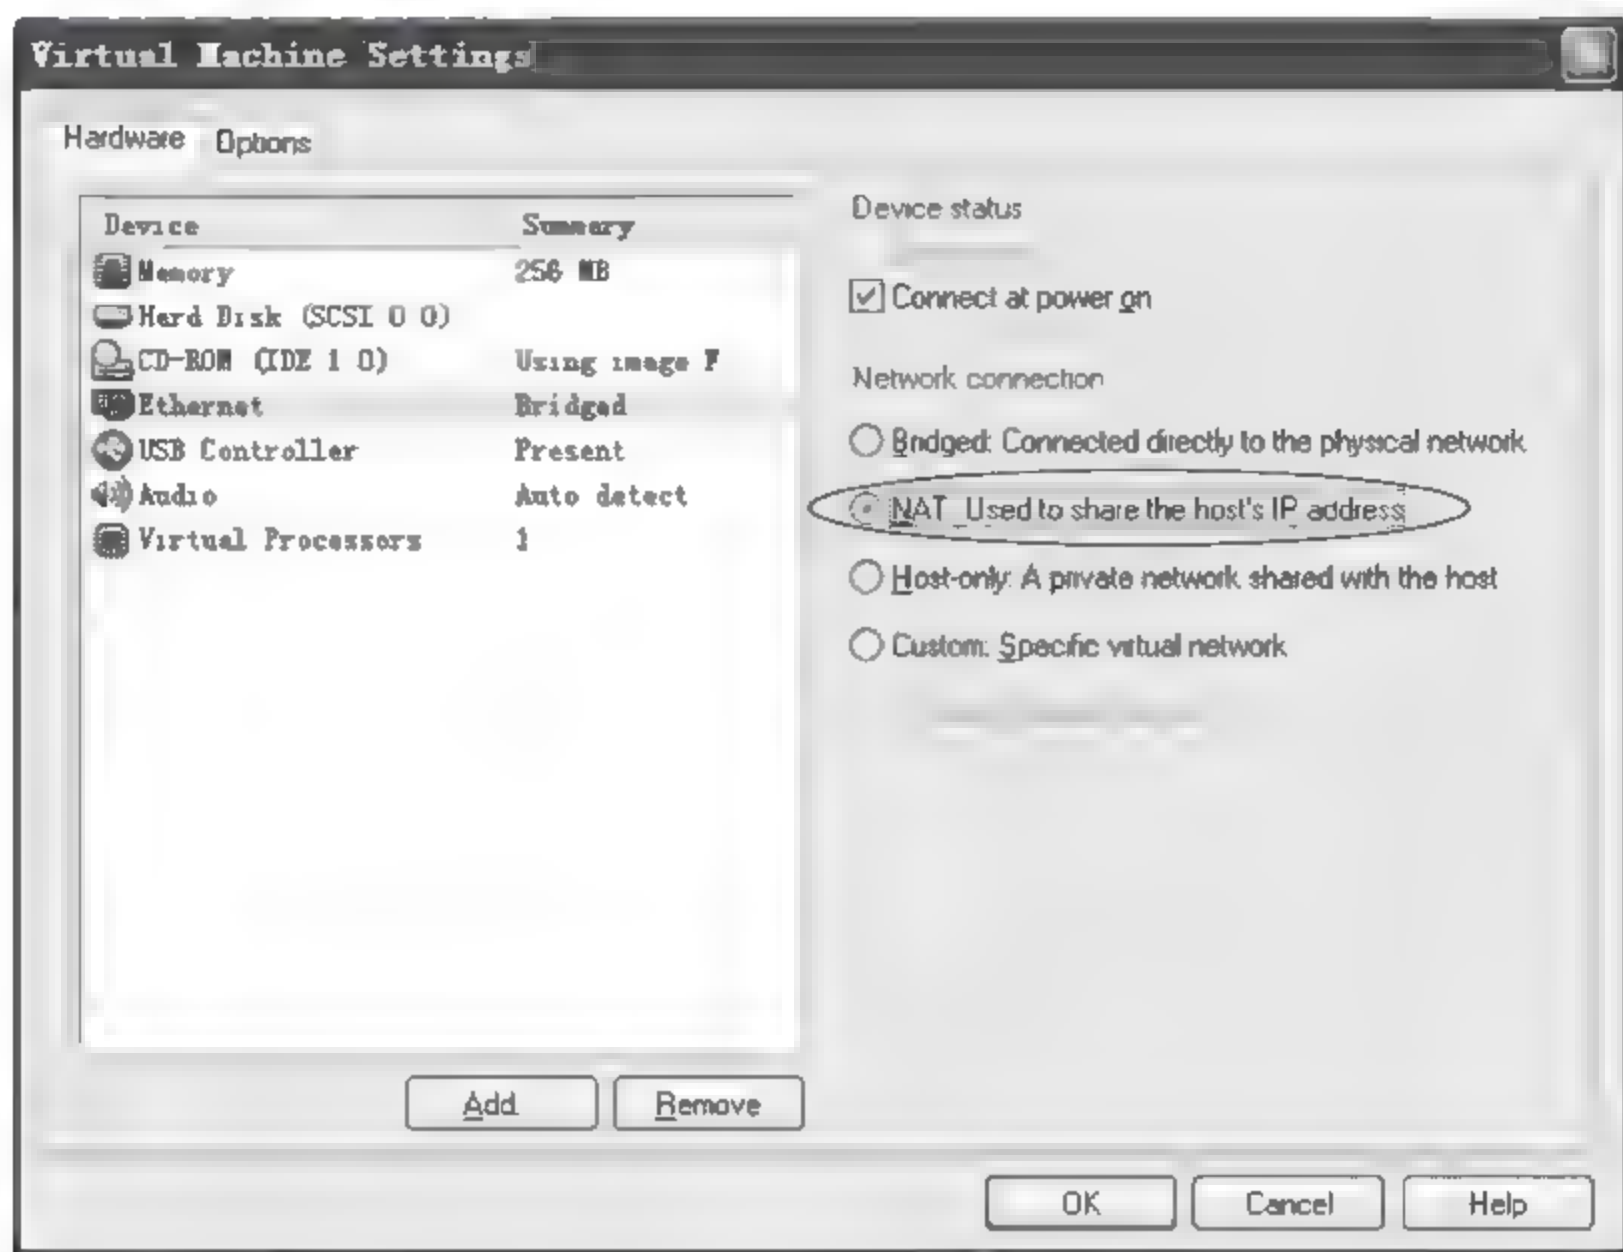 Virtual Machine Settings
Hardware Options
Device Summary
Memory 256 MB
Hard Disk (SCSI 0 0)
CD-ROM (IDE 1 0) Using image F
Ethernet Bridged
USB Controller Present
Audio Auto detect
Virtual Processors 1
Add Remove
Device status
Connect at power on
Network connection
Bridged: Connected directly to the physical network
NAT Used to share the host's IP address
Host-only: A private network shared with the host
Custom: Specific virtual network
OK Cancel Help